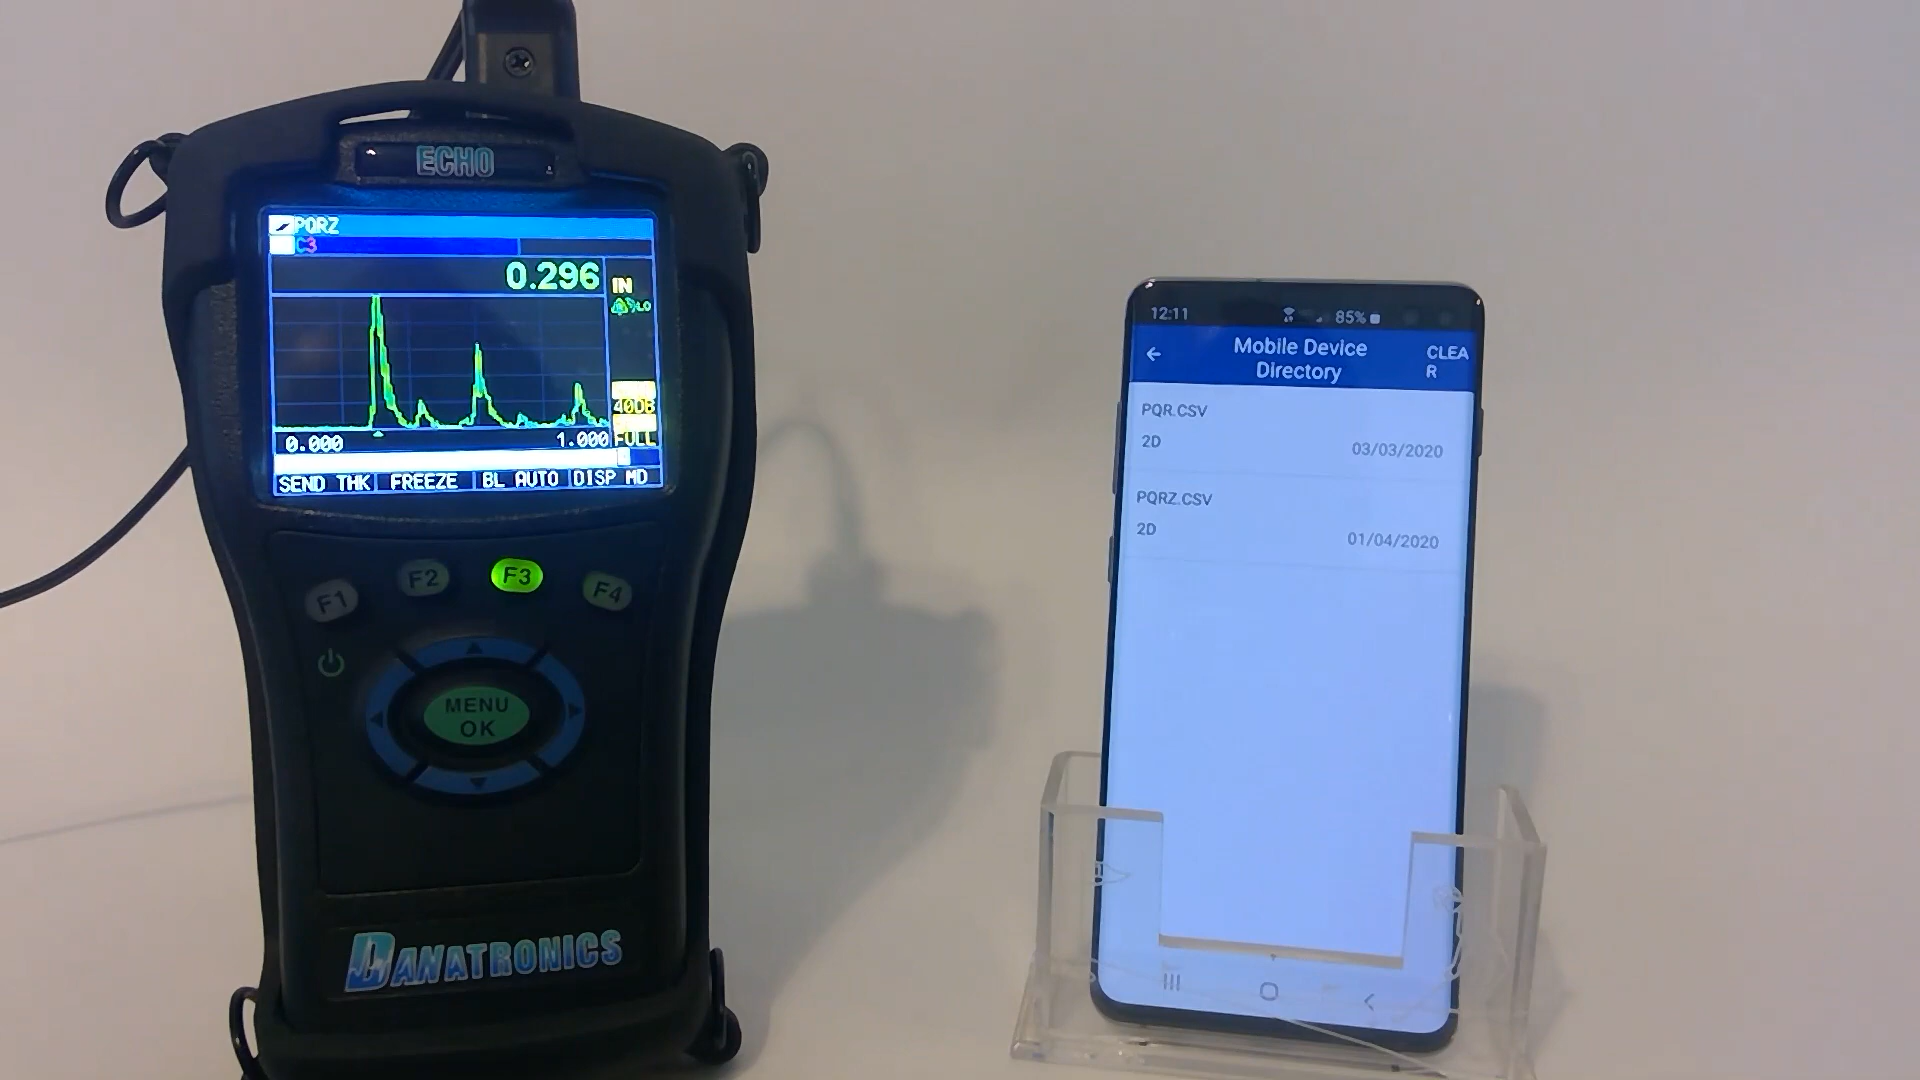 ECHO
PQRZ
C3
0.296
IN
LO
40DB
FULL
0.000 1.000
SEND THK FREEZE BL AUTO DISP MD
F1 F2 F3 F4
MENU
OK
DANATRONICS
12:11 85%
Mobile Device
Directory
CLEA
R
PQR.CSV
2D 03/03/2020
PQRZ.CSV
2D 01/04/2020